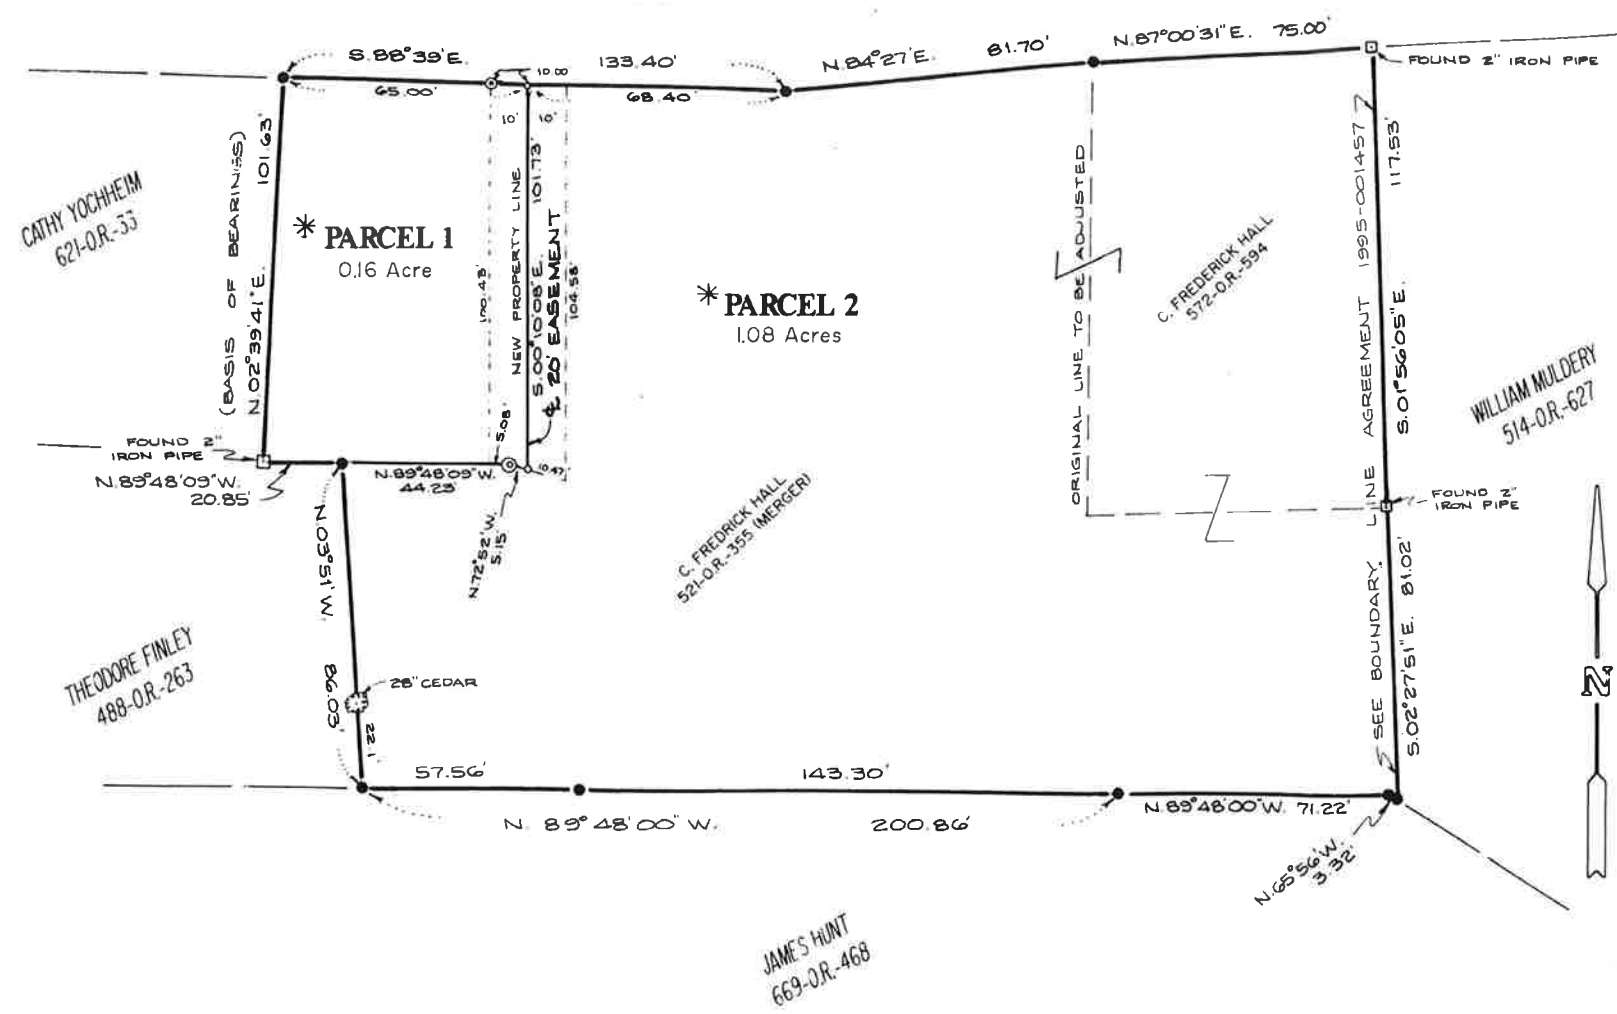 S.88°39'E.
133.40'
10.00
65.00'
68.40'
N.84°27'E. 81.70'
N.87°00'31"E. 75.00'
FOUND 2" IRON PIPE
10'
10'
101.63'
(BASIS OF BEARINGS)
N.02°39'41"E.
CATHY YOCHHEIM
621-O.R.-33
* PARCEL 1
0.16 Acre
100.43'
NEW PROPERTY LINE
S.00°10'08"E. 101.73'
℄ 20' EASEMENT
104.58'
* PARCEL 2
1.08 Acres
ORIGINAL LINE TO BE ADJUSTED
C. FREDERICK HALL
572-O.R.-594
117.53'
S.01°56'05"E.
SEE BOUNDARY LINE AGREEMENT 1995-001457
WILLIAM MULDERY
514-O.R.-627
FOUND 2"
IRON PIPE
N.89°48'09"W.
20.85'
N.89°48'09"W.
44.23'
5.08'
10.47'
N.72°52'W.
5.15'
C. FREDRICK HALL
521-O.R.-355 (MERGER)
FOUND 2"
IRON PIPE
N.03°51'W.
86.03'
28" CEDAR
1.22
THEODORE FINLEY
488-O.R.-263
S.02°27'51"E. 81.02'
N
57.56'
143.30'
N. 89°48'00"W. 200.86'
N.89°48'00"W. 71.22'
N.65°56'W.
3.32'
JAMES HUNT
669-O.R.-468